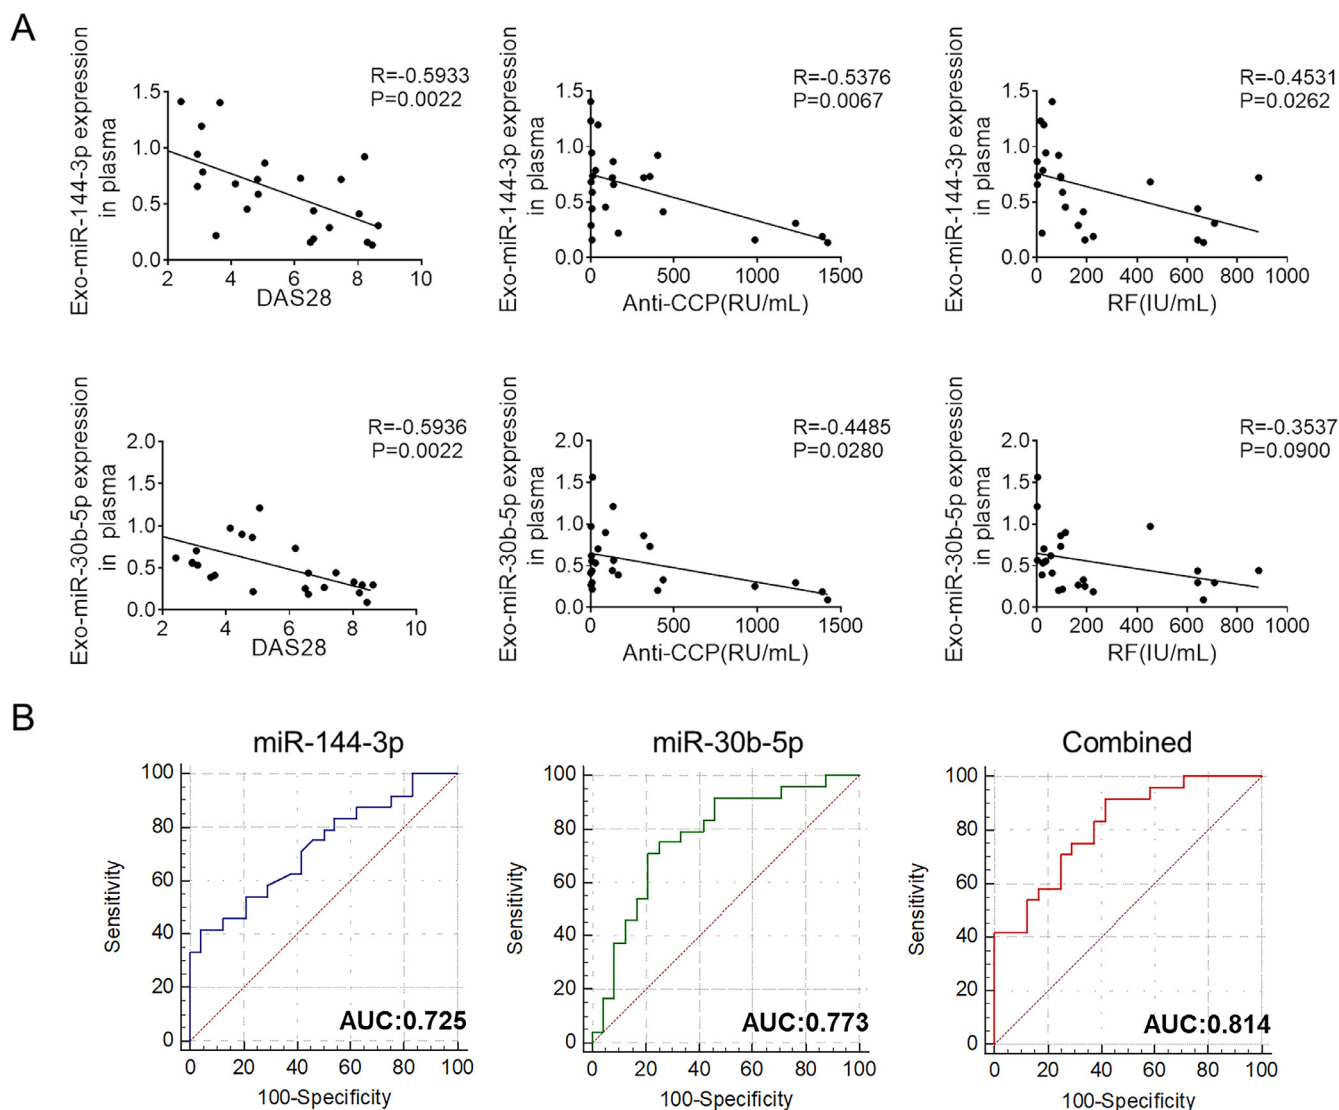 A
Exo-miR-144-3p expression
in plasma
R=-0.5933
P=0.0022
1.5
1.0
0.5
0.0
2 4 6 8 10
DAS28
Exo-miR-144-3p expression
in plasma
R=-0.5376
P=0.0067
1.5
1.0
0.5
0.0
0 500 1000 1500
Anti-CCP(RU/mL)
Exo-miR-144-3p expression
in plasma
R=-0.4531
P=0.0262
1.5
1.0
0.5
0.0
0 200 400 600 800 1000
RF(IU/mL)
Exo-miR-30b-5p expression
in plasma
R=-0.5936
P=0.0022
2.0
1.5
1.0
0.5
0.0
2 4 6 8 10
DAS28
Exo-miR-30b-5p expression
in plasma
R=-0.4485
P=0.0280
2.0
1.5
1.0
0.5
0.0
0 500 1000 1500
Anti-CCP(RU/mL)
Exo-miR-30b-5p expression
in plasma
R=-0.3537
P=0.0900
2.0
1.5
1.0
0.5
0.0
0 200 400 600 800 1000
RF(IU/mL)
B
miR-144-3p
Sensitivity
100
80
60
40
20
0
AUC:0.725
0 20 40 60 80 100
100-Specificity
miR-30b-5p
Sensitivity
100
80
60
40
20
0
AUC:0.773
0 20 40 60 80 100
100-Specificity
Combined
Sensitivity
100
80
60
40
20
0
AUC:0.814
0 20 40 60 80 100
100-Specificity